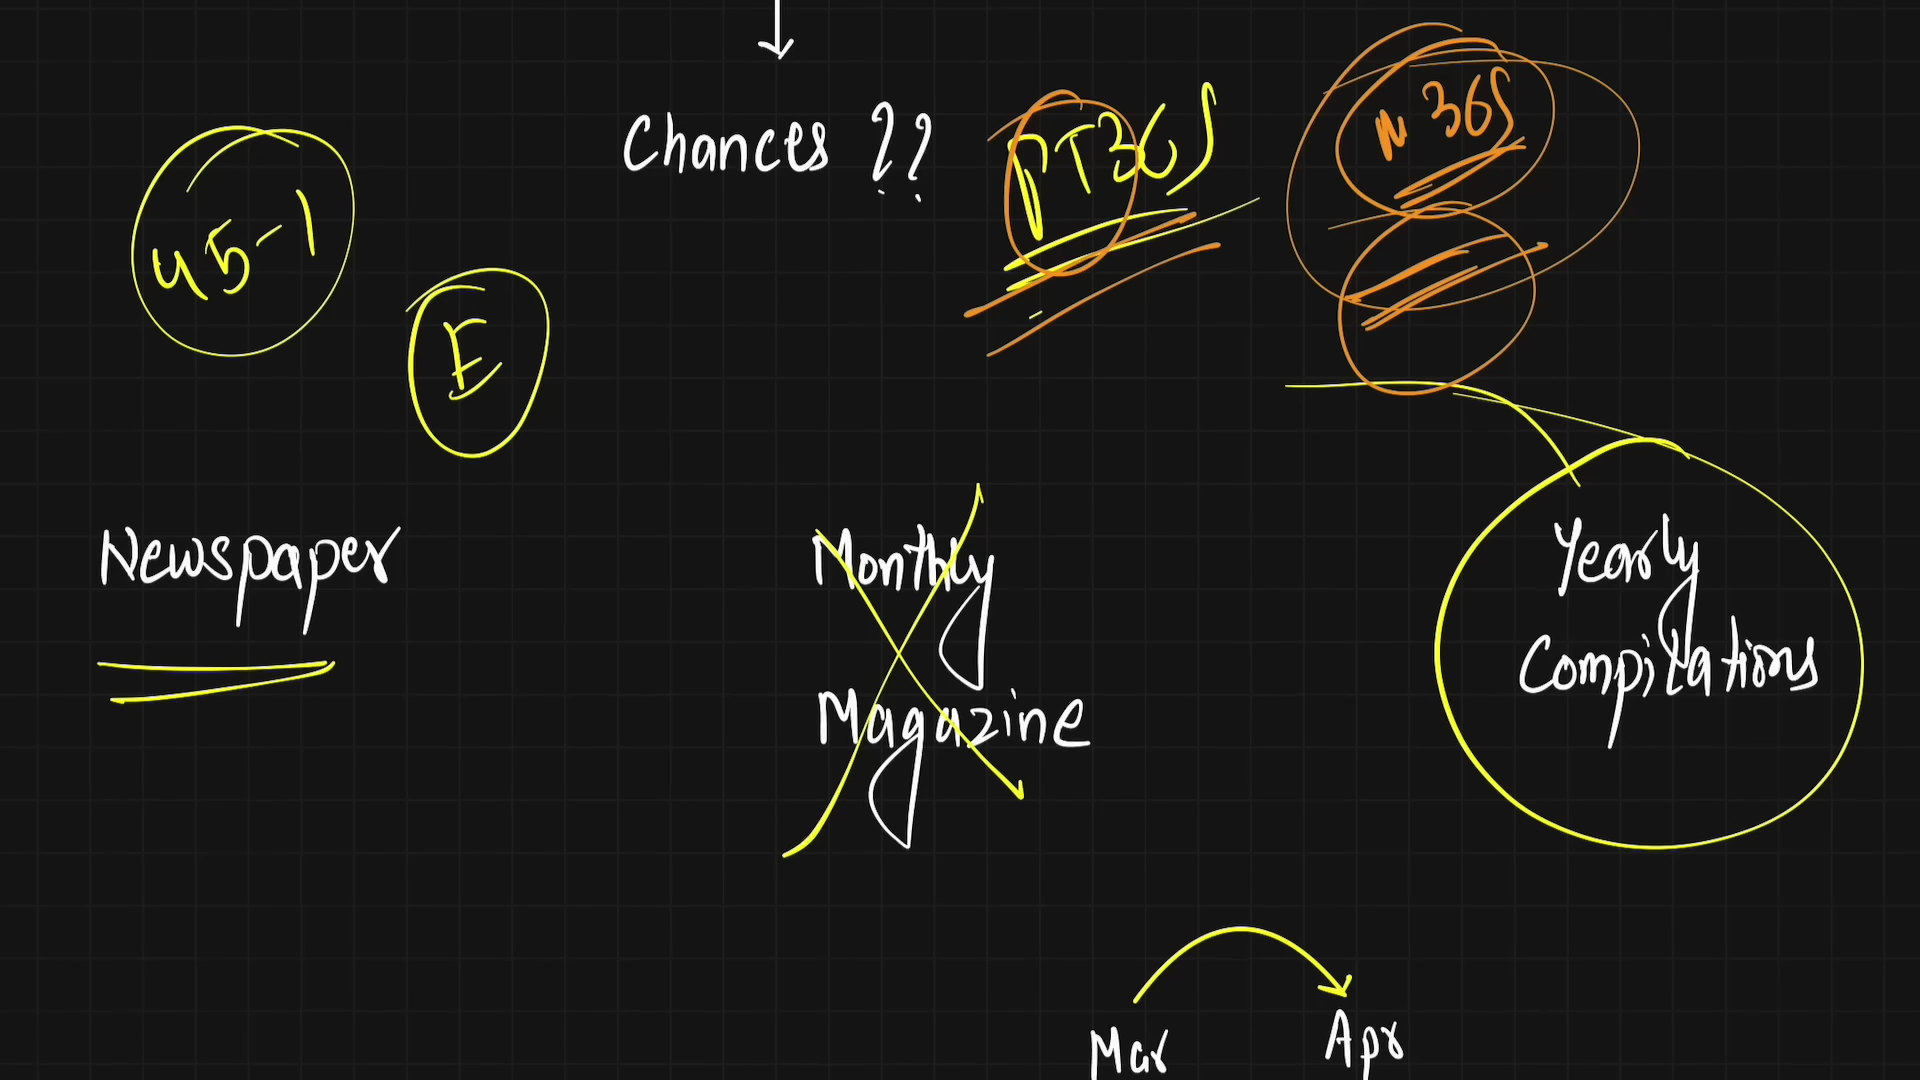 Chances ??
PT365
M 365
45-1
E
Newspaper
Monthly
Magazine
Yearly
Compilations
Mar
Apr